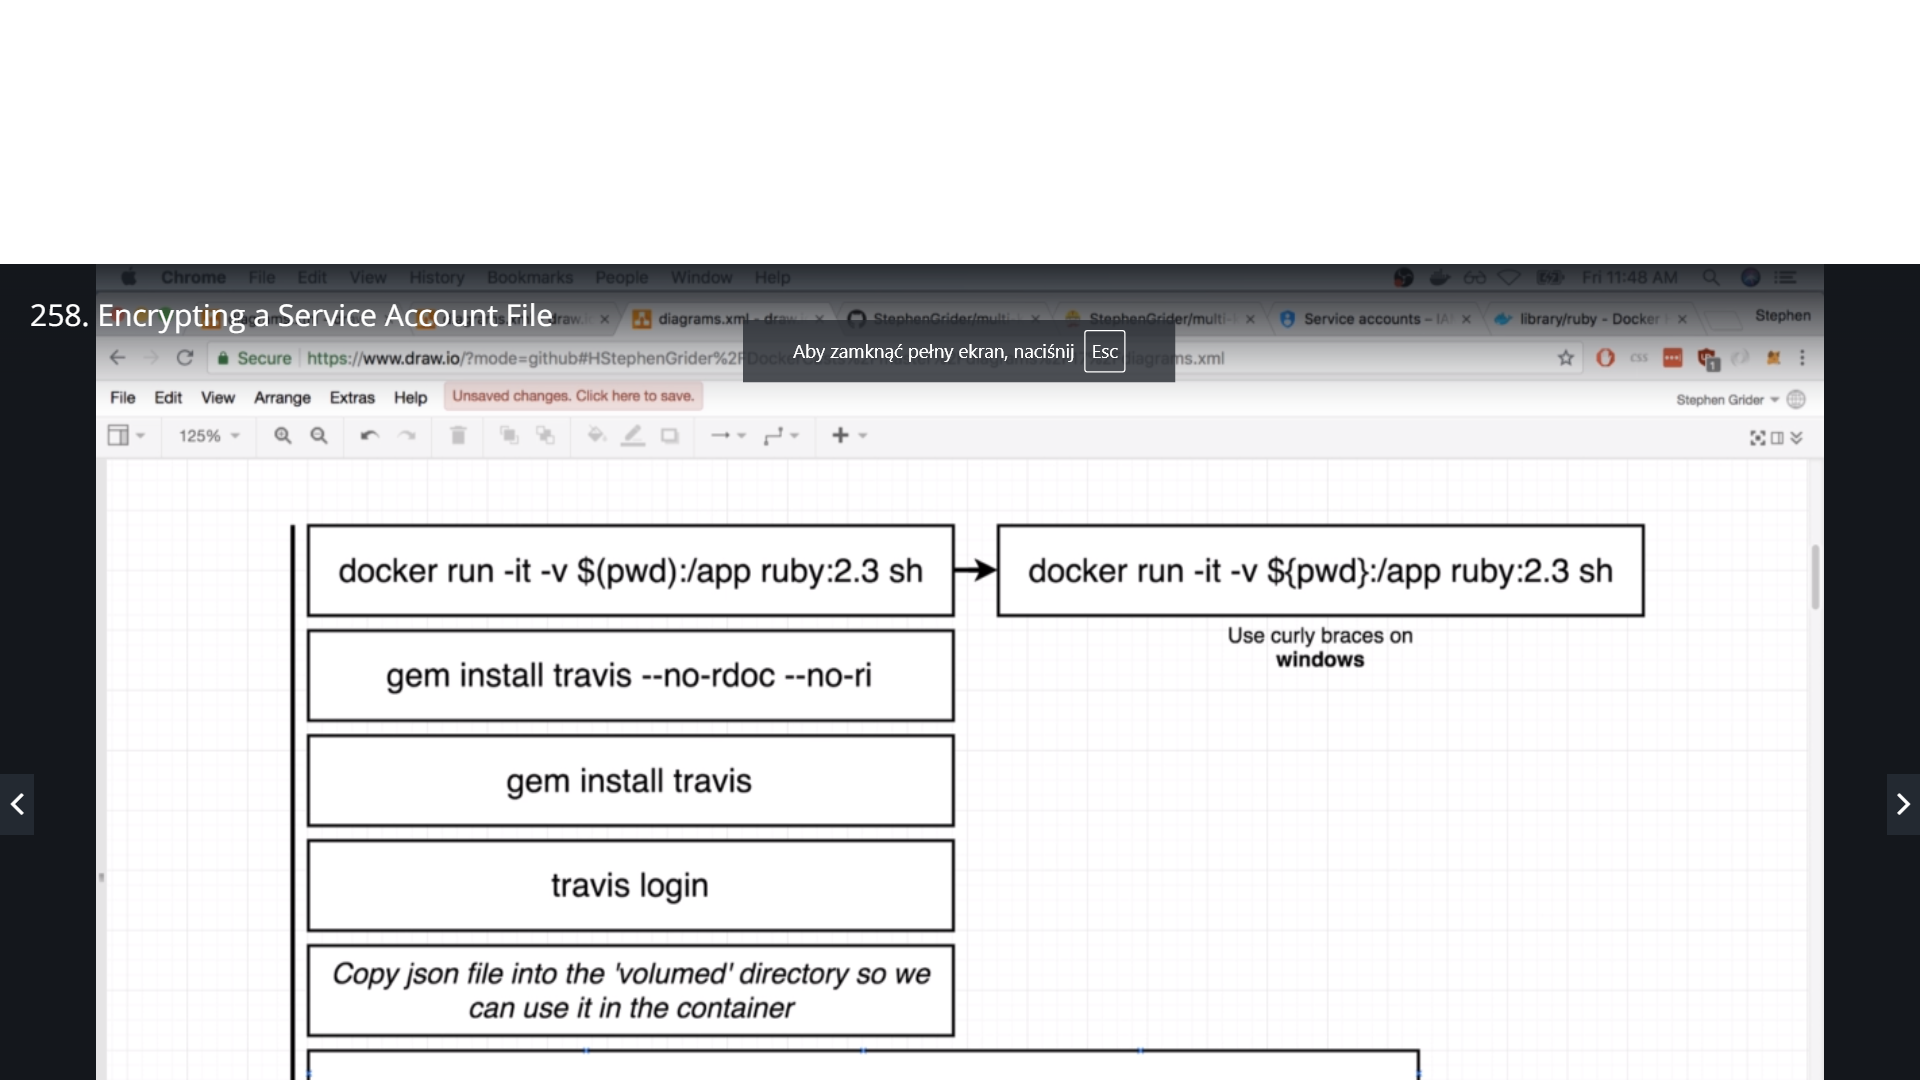 Chrome File Edit View History Bookmarks People Window Help Fri 11:48 AM
258. Encrypting a Service Account File
diagrams.xml - draw.i StephenGrider/multi- StephenGrider/multi- Service accounts – IA library/ruby - Docker Stephen
Secure https://www.draw.io/?mode=github#HStephenGrider%2F
Aby zamknąć pełny ekran, naciśnij Esc
File Edit View Arrange Extras Help Unsaved changes. Click here to save. Stephen Grider
125%
docker run -it -v $(pwd):/app ruby:2.3 sh
docker run -it -v ${pwd}:/app ruby:2.3 sh
Use curly braces on
windows
gem install travis --no-rdoc --no-ri
gem install travis
travis login
Copy json file into the 'volumed' directory so we
can use it in the container